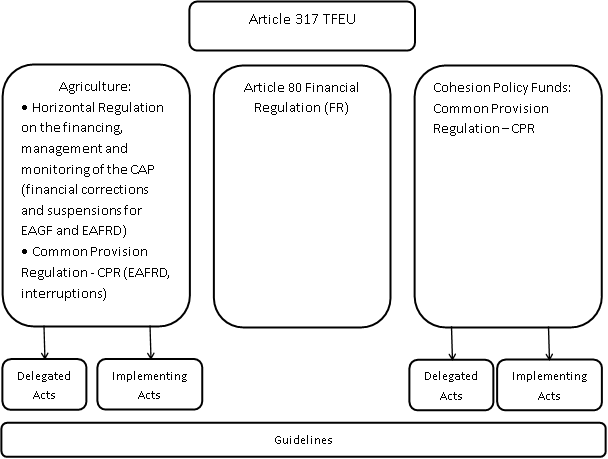 Article 317 TFEU
Agriculture:
• Horizontal Regulation
on the financing,
management and
monitoring of the CAP
(financial corrections
and suspensions for
EAGF and EAFRD)
• Common Provision
Regulation - CPR (EAFRD,
interruptions)
Article 80 Financial
Regulation (FR)
Cohesion Policy Funds:
Common Provision
Regulation – CPR
Delegated
Acts
Implementing
Acts
Delegated
Acts
Implementing
Acts
Guidelines